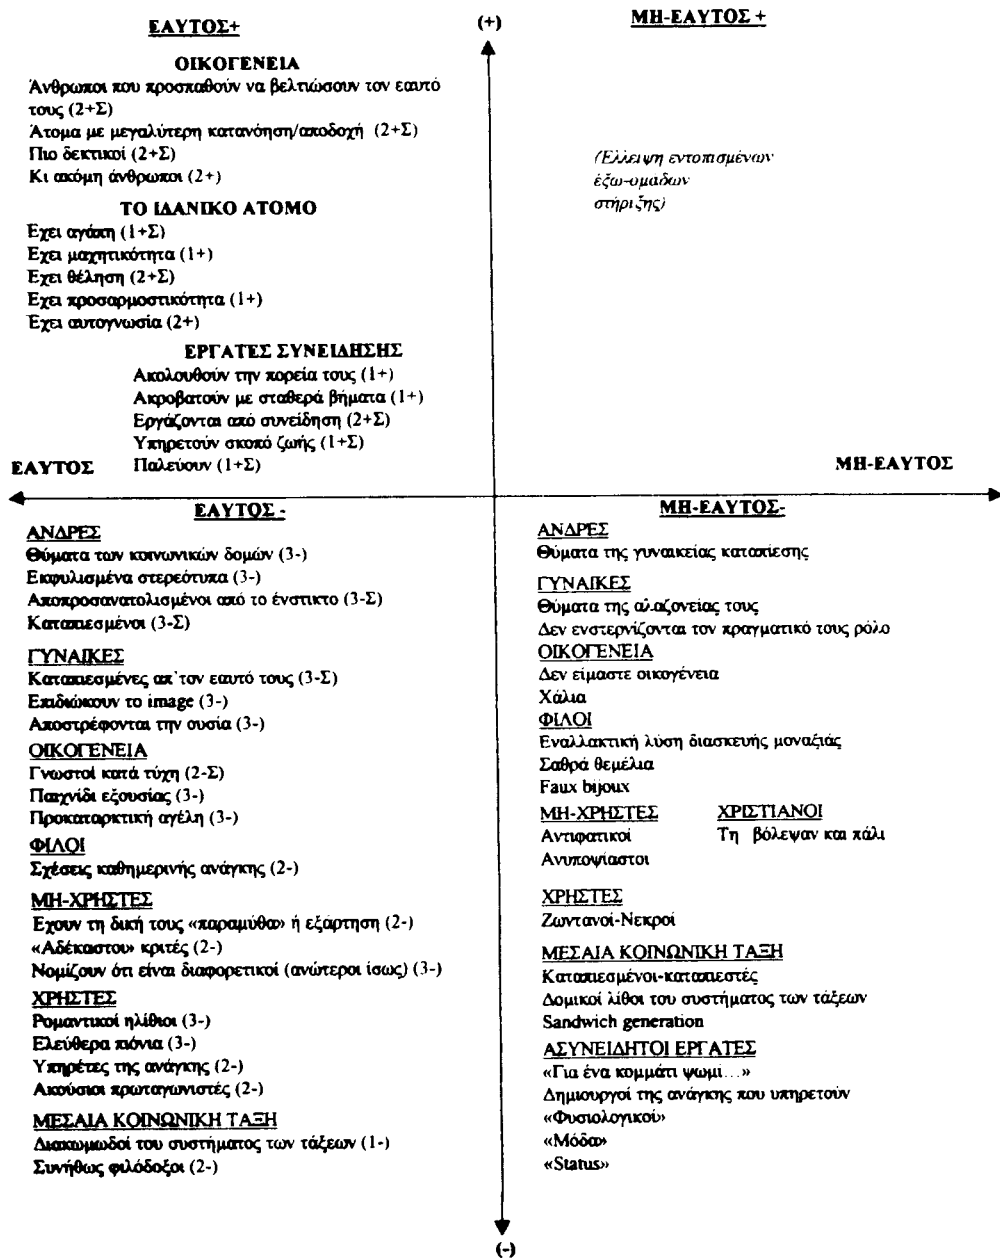 ΕΑΥΤΟΣ+
(+)
ΜΗ-ΕΑΥΤΟΣ +
ΟΙΚΟΓΕΝΕΙΑ
Άνθρωποι που προσπαθούν να βελτιώσουν τον εαυτό
τους (2+Σ)
Άτομα με μεγαλύτερη κατανόηση/αποδοχή (2+Σ)
Πιο δεκτικοί (2+Σ)
Κι ακόμη άνθρωποι (2+)
(Έλλειψη εντοπισμένων
έξω-ομάδων
στήριξης)
ΤΟ ΙΔΑΝΙΚΟ ΑΤΟΜΟ
Έχει αγάπη (1+Σ)
Έχει μαχητικότητα (1+)
Έχει θέληση (2+Σ)
Έχει προσαρμοστικότητα (1+)
Έχει αυτογνωσία (2+)
ΕΡΓΑΤΕΣ ΣΥΝΕΙΔΗΣΗΣ
Ακολουθούν την πορεία τους (1+)
Ακροβατούν με σταθερά βήματα (1+)
Εργάζονται από συνείδηση (2+Σ)
Υπηρετούν σκοπό ζωής (1+Σ)
Παλεύουν (1+Σ)
ΕΑΥΤΟΣ
ΜΗ-ΕΑΥΤΟΣ
ΕΑΥΤΟΣ -
ΑΝΔΡΕΣ
Θύματα των κοινωνικών δομών (3-)
Εκφυλισμένα στερεότυπα (3-)
Αποπροσανατολισμένοι από το ένστικτο (3-Σ)
Καταπιεσμένοι (3-Σ)
ΓΥΝΑΙΚΕΣ
Καταπιεσμένες απ΄τον εαυτό τους (3-Σ)
Επιδιώκουν το image (3-)
Αποστρέφονται την ουσία (3-)
ΟΙΚΟΓΕΝΕΙΑ
Γνωστοί κατά τύχη (2-Σ)
Παιχνίδι εξουσίας (3-)
Προκαταρκτική αγέλη (3-)
ΦΙΛΟΙ
Σχέσεις καθημερινής ανάγκης (2-)
ΜΗ-ΧΡΗΣΤΕΣ
Έχουν τη δική τους «παραμύθα» ή εξάρτηση (2-)
«Αδέκαστου» κριτές (2-)
Νομίζουν ότι είναι διαφορετικοί (ανώτεροι ίσως) (3-)
ΧΡΗΣΤΕΣ
Ρομαντικοί ηλίθιοι (3-)
Ελεύθερα πιόνια (3-)
Υπηρέτες της ανάγκης (2-)
Ακούσιοι πρωταγωνιστές (2-)
ΜΕΣΑΙΑ ΚΟΙΝΩΝΙΚΗ ΤΑΞΗ
Διακωμωδοί του συστήματος των τάξεων (1-)
Συνήθως φιλόδοξοι (2-)
ΜΗ-ΕΑΥΤΟΣ-
ΑΝΔΡΕΣ
Θύματα της γυναικείας καταπίεσης
ΓΥΝΑΙΚΕΣ
Θύματα της αλαζονείας τους
Δεν ενστερνίζονται τον πραγματικό τους ρόλο
ΟΙΚΟΓΕΝΕΙΑ
Δεν είμαστε οικογένεια
Χάλια
ΦΙΛΟΙ
Εναλλακτική λύση διασκευής μοναξιάς
Σαθρά θεμέλια
Faux bijoux
ΜΗ-ΧΡΗΣΤΕΣ ΧΡΙΣΤΙΑΝΟΙ
Αντιφατικοί Τη βόλεψαν και πάλι
Ανυποψίαστοι
ΧΡΗΣΤΕΣ
Ζωντανοί-Νεκροί
ΜΕΣΑΙΑ ΚΟΙΝΩΝΙΚΗ ΤΑΞΗ
Καταπιεσμένοι-καταπιεστές
Δομικοί λίθοι του συστήματος των τάξεων
Sandwich generation
ΑΣΥΝΕΙΔΗΤΟΙ ΕΡΓΑΤΕΣ
«Για ένα κομμάτι ψωμί...»
Δημιουργοί της ανάγκης που υπηρετούν
«Φυσιολογικού»
«Μόδα»
«Status»
(-)